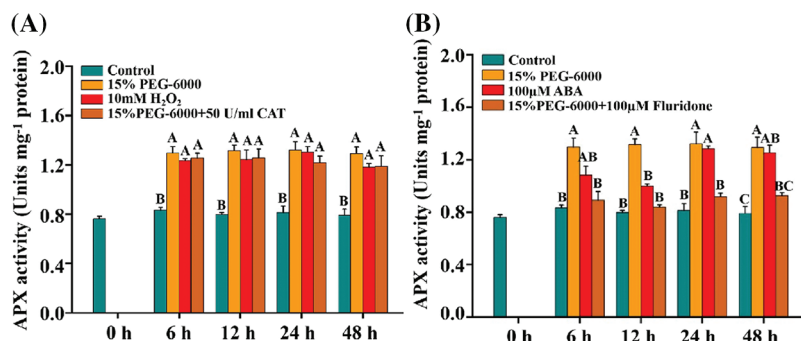 (A)
Control
15% PEG-6000
10mM H₂O₂
15%PEG-6000+50 U/ml CAT
APX activity (Units mg⁻¹ protein)
2.0
1.6
1.2
0.8
0.4
0.0
B A A A
B A A A
B A A A
B A A A
0 h 6 h 12 h 24 h 48 h
(B)
Control
15% PEG-6000
100µM ABA
15%PEG-6000+100µM Fluridone
APX activity (Units mg⁻¹ protein)
2.0
1.6
1.2
0.8
0.4
0.0
B A AB B
B A B B
B A A B
C A AB BC
0 h 6 h 12 h 24 h 48 h